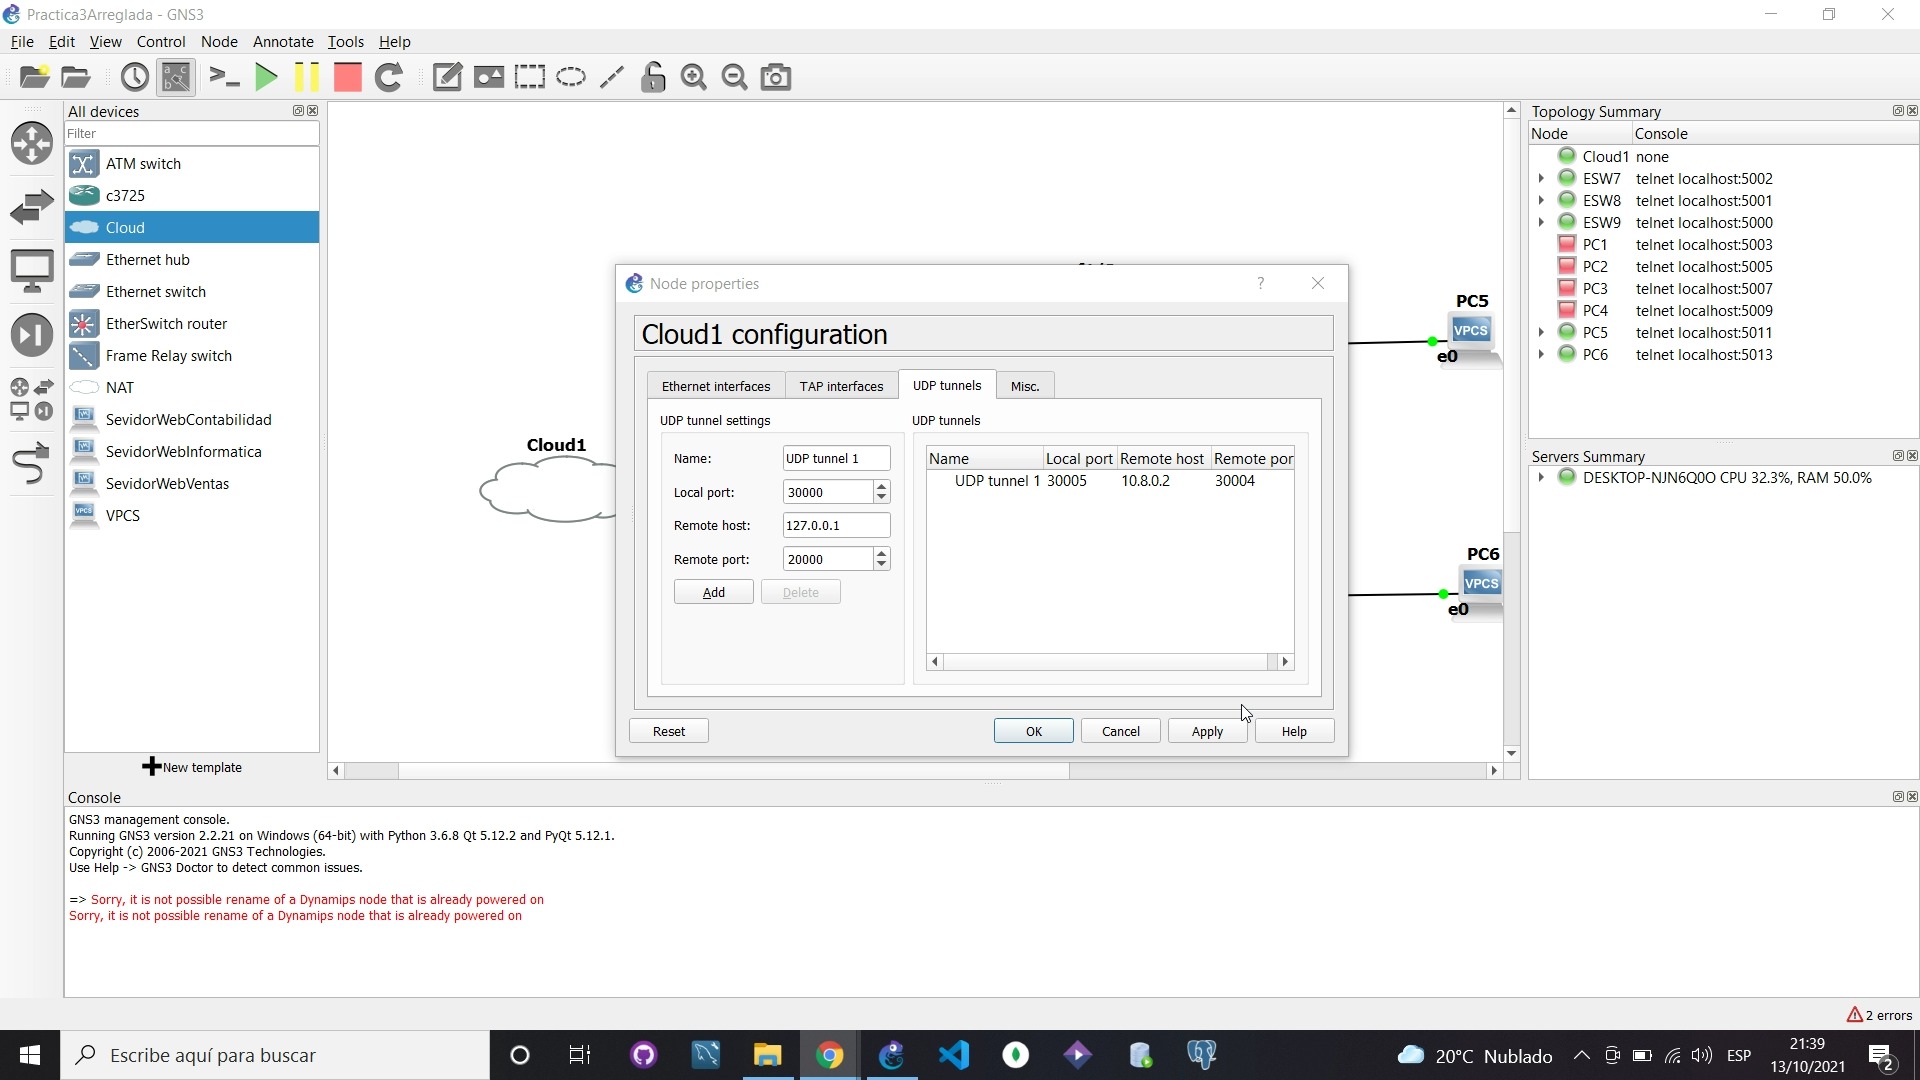 Practica3Arreglada - GNS3
File Edit View Control Node Annotate Tools Help
All devices
Filter
ATM switch
c3725
Cloud
Ethernet hub
Ethernet switch
EtherSwitch router
Frame Relay switch
NAT
SevidorWebContabilidad
SevidorWebInformatica
SevidorWebVentas
VPCS
New template
Cloud1
PC5
VPCS
e0
PC6
VPCS
e0
Node properties
Cloud1 configuration
Ethernet interfaces TAP interfaces UDP tunnels Misc.
UDP tunnel settings
Name: UDP tunnel 1
Local port: 30000
Remote host: 127.0.0.1
Remote port: 20000
Add Delete
UDP tunnels
Name Local port Remote host Remote por
UDP tunnel 1 30005 10.8.0.2 30004
Reset OK Cancel Apply Help
Topology Summary
Node Console
Cloud1 none
ESW7 telnet localhost:5002
ESW8 telnet localhost:5001
ESW9 telnet localhost:5000
PC1 telnet localhost:5003
PC2 telnet localhost:5005
PC3 telnet localhost:5007
PC4 telnet localhost:5009
PC5 telnet localhost:5011
PC6 telnet localhost:5013
Servers Summary
DESKTOP-NJN6Q0O CPU 32.3%, RAM 50.0%
Console
GNS3 management console.
Running GNS3 version 2.2.21 on Windows (64-bit) with Python 3.6.8 Qt 5.12.2 and PyQt 5.12.1.
Copyright (c) 2006-2021 GNS3 Technologies.
Use Help -> GNS3 Doctor to detect common issues.
=> Sorry, it is not possible rename of a Dynamips node that is already powered on
Sorry, it is not possible rename of a Dynamips node that is already powered on
2 errors
Escribe aquí para buscar
20°C Nublado
ESP
21:39
13/10/2021
2